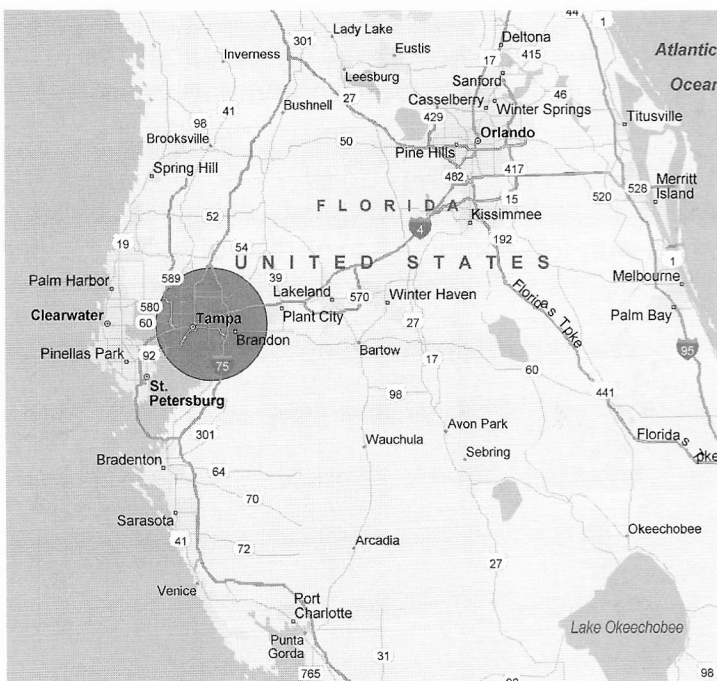 44
1
301
Lady Lake
Deltona
Atlantic
Ocean
Inverness
Eustis
17
415
Leesburg
Sanford
27
46
Casselberry
Winter Springs
41
Bushnell
98
429
Titusville
Brooksville
50
Orlando
Pine Hills
Spring Hill
482
417
528
Merritt
Island
520
15
FLORIDA
Kissimmee
52
4
192
19
54
UNITED STATES
1
589
39
Palm Harbor
Lakeland
570
Winter Haven
Melbourne
580
Plant City
Floridas Tpke
Palm Bay
Clearwater
60
Tampa
27
Brandon
95
Pinellas Park
92
Bartow
17
75
60
St.
Petersburg
98
441
301
Avon Park
Floridas Tpke
Wauchula
Bradenton
Sebring
64
70
Sarasota
Okeechobee
41
72
Arcadia
27
Venice
Port
Charlotte
Lake Okeechobee
Punta
Gorda
31
765
98